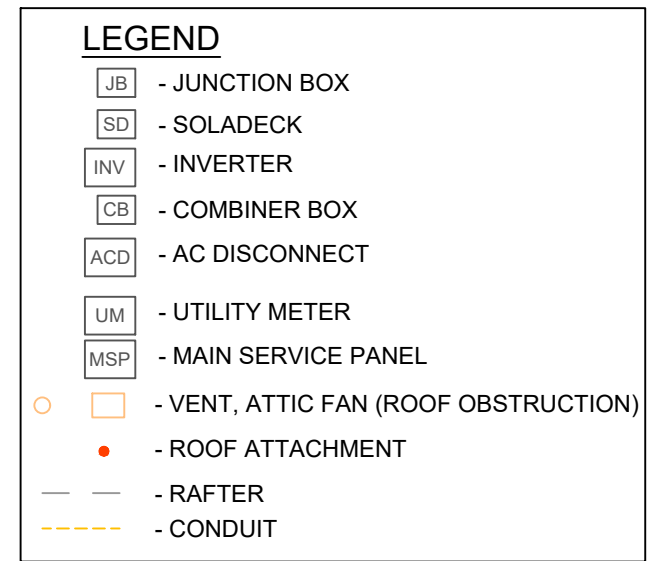 LEGEND
JB - JUNCTION BOX
SD - SOLADECK
INV - INVERTER
CB - COMBINER BOX
ACD - AC DISCONNECT
UM - UTILITY METER
MSP - MAIN SERVICE PANEL
- VENT, ATTIC FAN (ROOF OBSTRUCTION)
- ROOF ATTACHMENT
- RAFTER
- CONDUIT